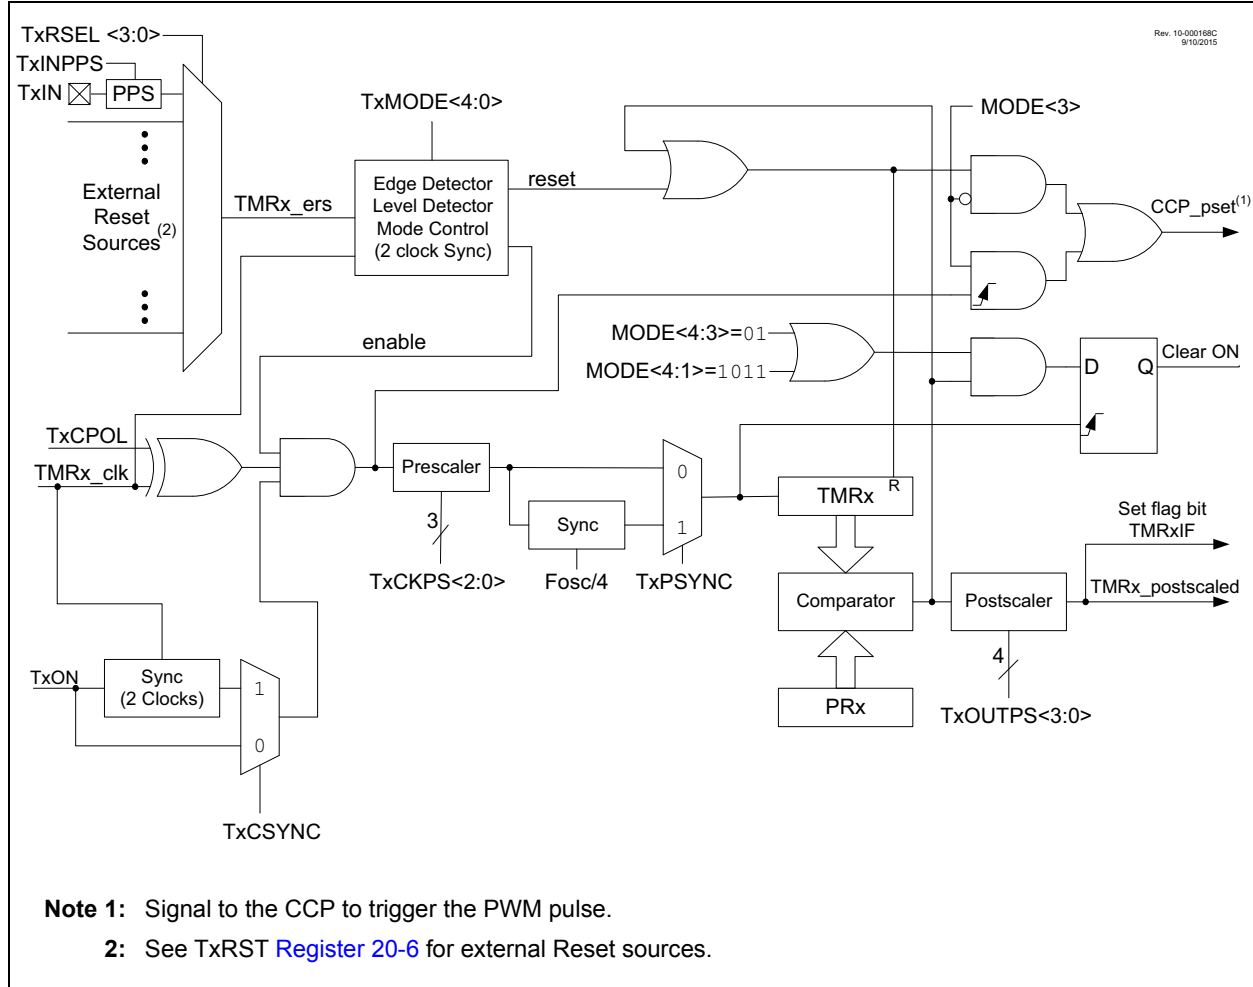 Rev. 10-000168C
9/10/2015
TxRSEL <3:0>
TxINPPS
TxIN
PPS
TxMODE<4:0>
MODE<3>
External
Reset
Sources(2)
TMRx_ers
Edge Detector
Level Detector
Mode Control
(2 clock Sync)
reset
CCP_pset(1)
enable
MODE<4:3>=01
MODE<4:1>=1011
D
Q
Clear ON
TxCPOL
TMRx_clk
Prescaler
0
R
TMRx
3
Sync
1
Set flag bit
TMRxIF
TxCKPS<2:0>
Fosc/4
TxPSYNC
TMRx_postscaled
Comparator
Postscaler
TxON
Sync
(2 Clocks)
1
0
4
PRx
TxOUTPS<3:0>
TxCSYNC
Note 1: Signal to the CCP to trigger the PWM pulse.
2: See TxRST Register 20-6 for external Reset sources.